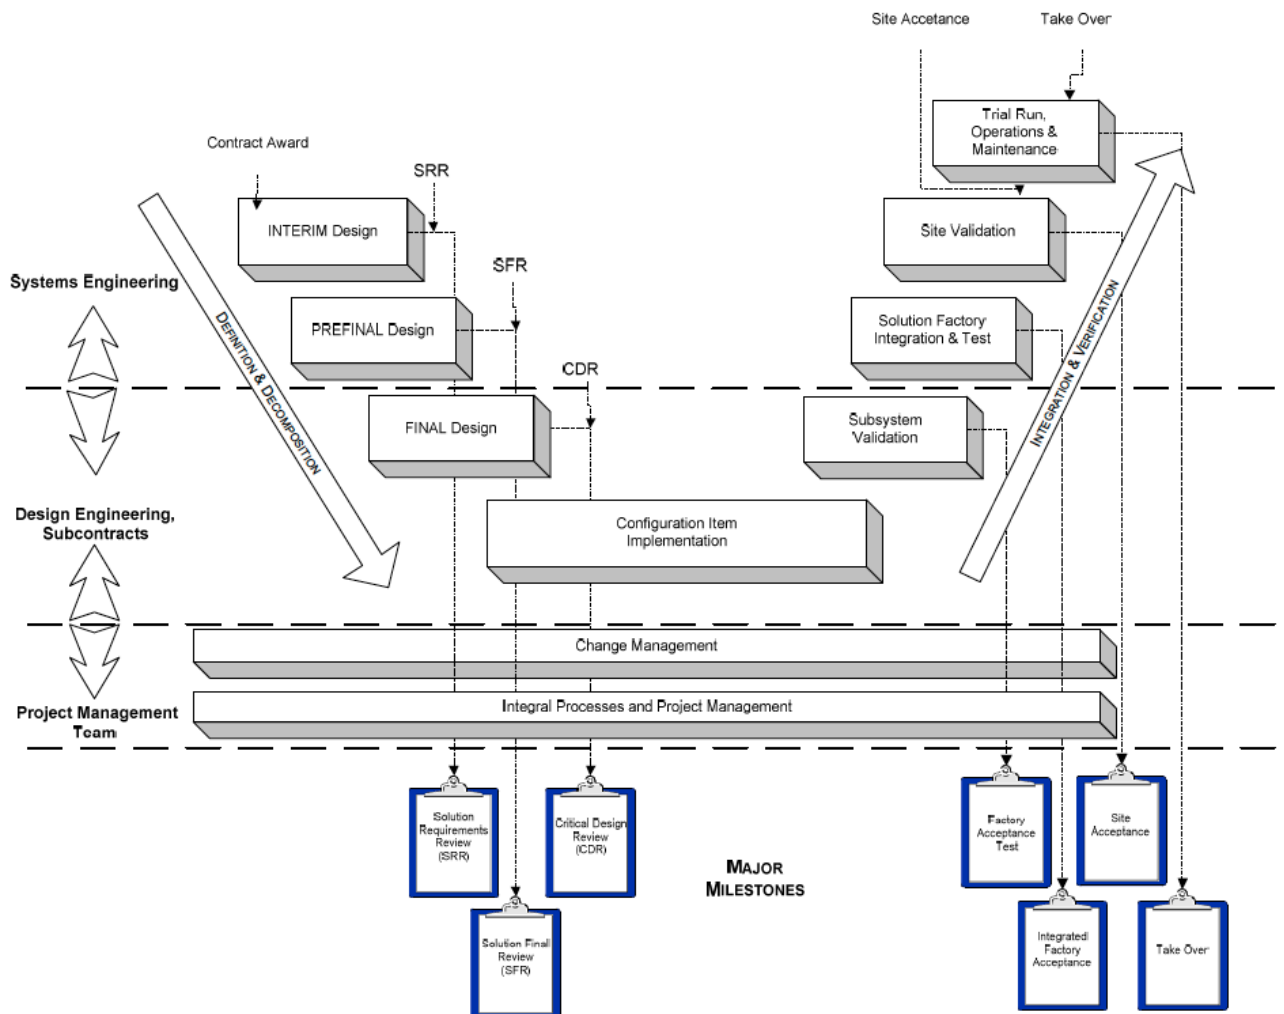 Site Accetance
Take Over
Trial Run,
Operations &
Maintenance
Contract Award
SRR
INTERIM Design
Site Validation
SFR
Systems Engineering
PREFINAL Design
Solution Factory
Integration & Test
DEFINITION & DECOMPOSITION
INTEGRATION & VERIFICATION
CDR
FINAL Design
Subsystem
Validation
Design Engineering,
Subcontracts
Configuration Item
Implementation
Change Management
Project Management
Team
Integral Processes and Project Management
Solution
Requirements
Review
(SRR)
Critical Design
Review
(CDR)
Factory
Acceptance
Test
Site
Acceptance
MAJOR
MILESTONES
Solution Final
Review
(SFR)
Integrated
Factory
Acceptance
Take Over